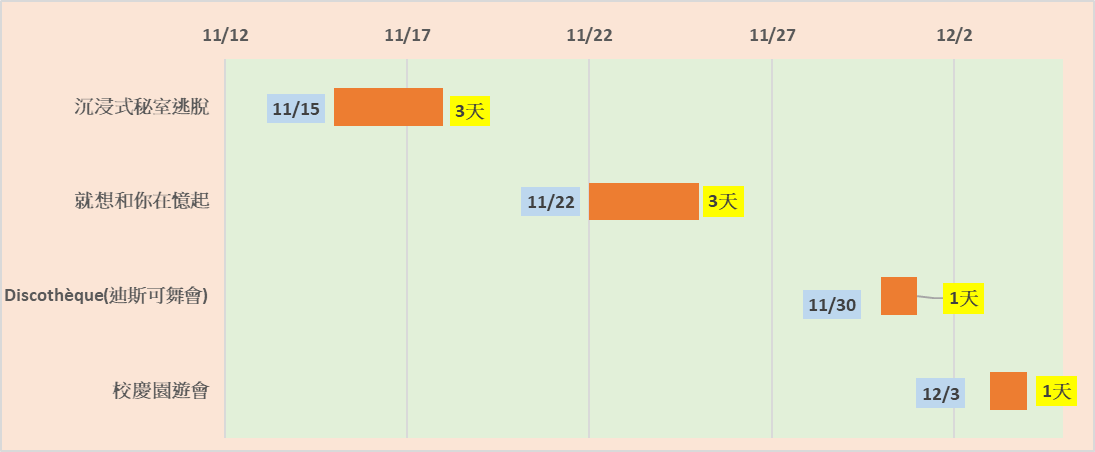 11/12 11/17 11/22 11/27 12/2
沉浸式秘室逃脫 11/15 3天
就想和你在憶起 11/22 3天
Discothèque(迪斯可舞會) 11/30 1天
校慶園遊會 12/3 1天